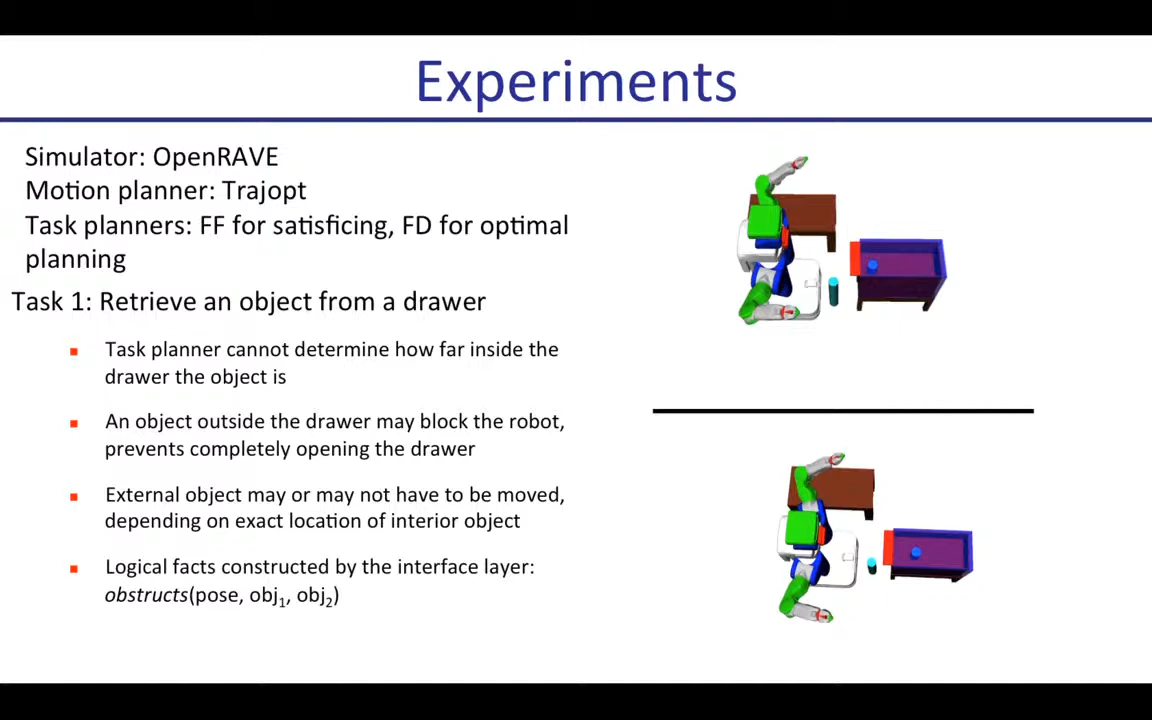 Experiments
Simulator: OpenRAVE
Motion planner: Trajopt
Task planners: FF for satisficing, FD for optimal
planning
Task 1: Retrieve an object from a drawer
Task planner cannot determine how far inside the
drawer the object is
An object outside the drawer may block the robot,
prevents completely opening the drawer
External object may or may not have to be moved,
depending on exact location of interior object
Logical facts constructed by the interface layer:
obstructs(pose, obj₁, obj₂)